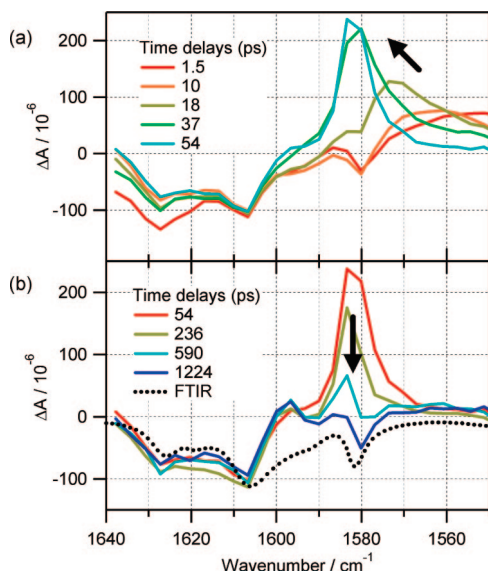 (a)
Time delays (ps)
1.5
10
18
37
54
200
100
0
-100
ΔA / 10⁻⁶
(b)
Time delays (ps)
54
236
590
1224
FTIR
200
100
0
-100
ΔA / 10⁻⁶
1640 1620 1600 1580 1560
Wavenumber / cm⁻¹